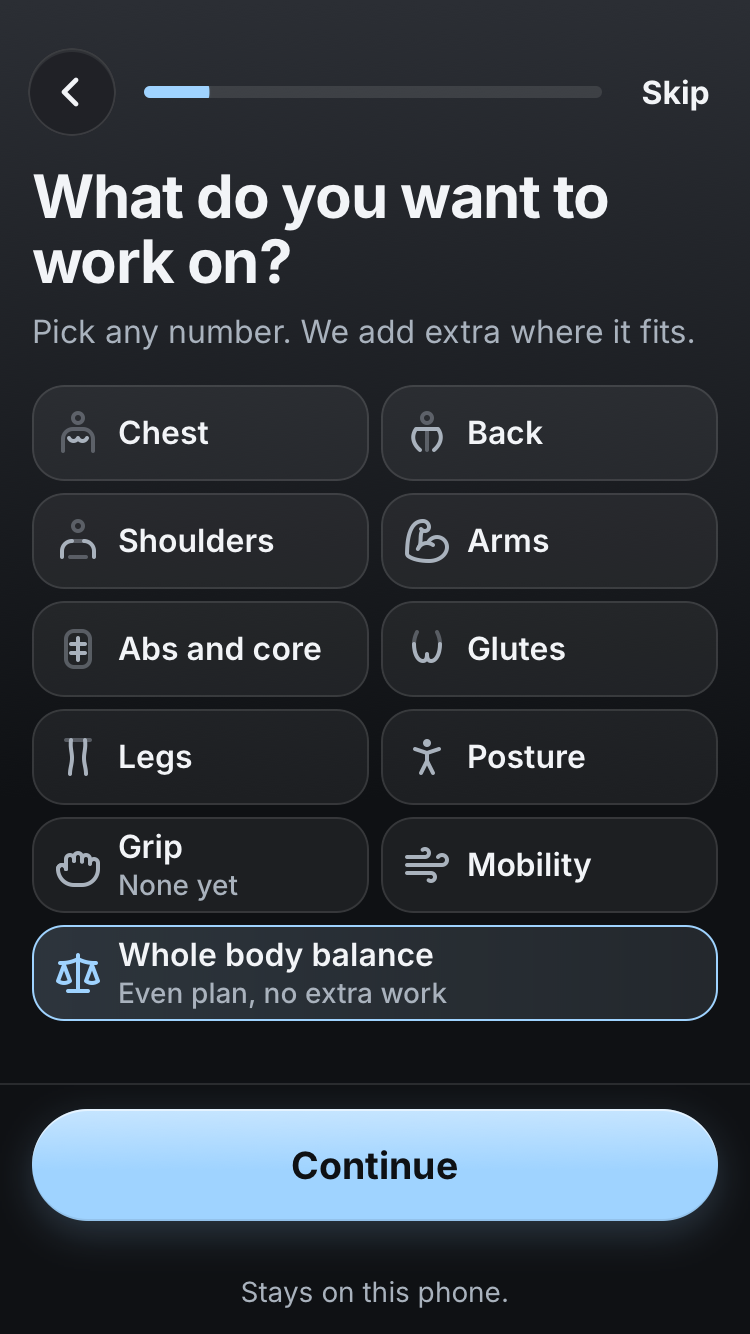 Skip
What do you want to
work on?
Pick any number. We add extra where it fits.
Chest
Back
Shoulders
Arms
Abs and core
Glutes
Legs
Posture
Grip
None yet
Mobility
Whole body balance
Even plan, no extra work
Continue
Stays on this phone.